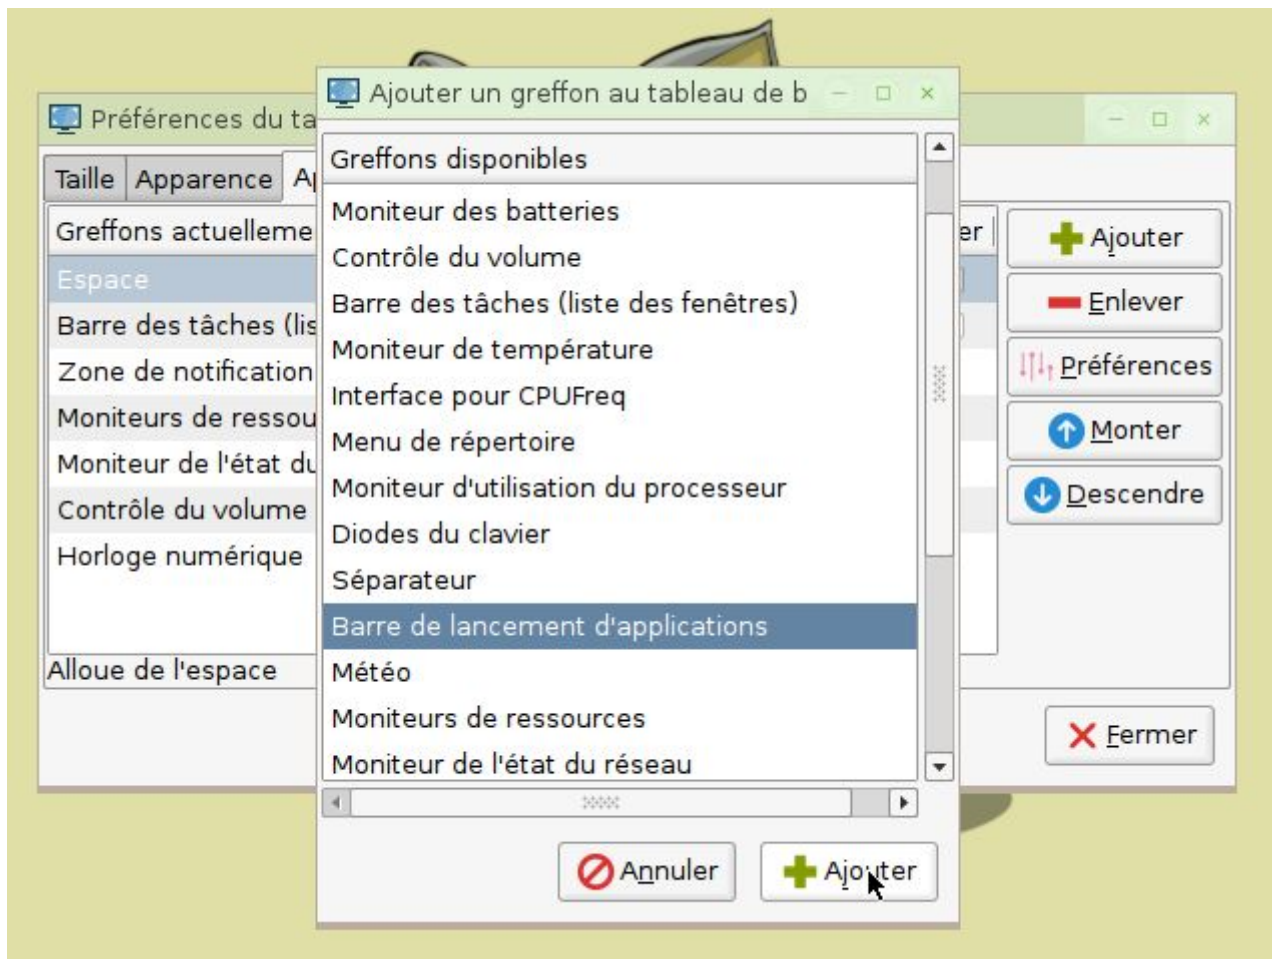 Ajouter un greffon au tableau de b
Préférences du ta
Greffons disponibles
Taille Apparence
Greffons actuelleme
er
Moniteur des batteries
Contrôle du volume
Barre des tâches (liste des fenêtres)
Moniteur de température
Interface pour CPUFreq
Menu de répertoire
Moniteur d'utilisation du processeur
Diodes du clavier
Séparateur
Barre de lancement d'applications
Météo
Moniteurs de ressources
Moniteur de l'état du réseau
Annuler
Ajouter
Espace
Barre des tâches (lis
Zone de notification
Moniteurs de ressou
Moniteur de l'état du
Contrôle du volume
Horloge numérique
Alloue de l'espace
Ajouter
Enlever
Préférences
Monter
Descendre
Fermer